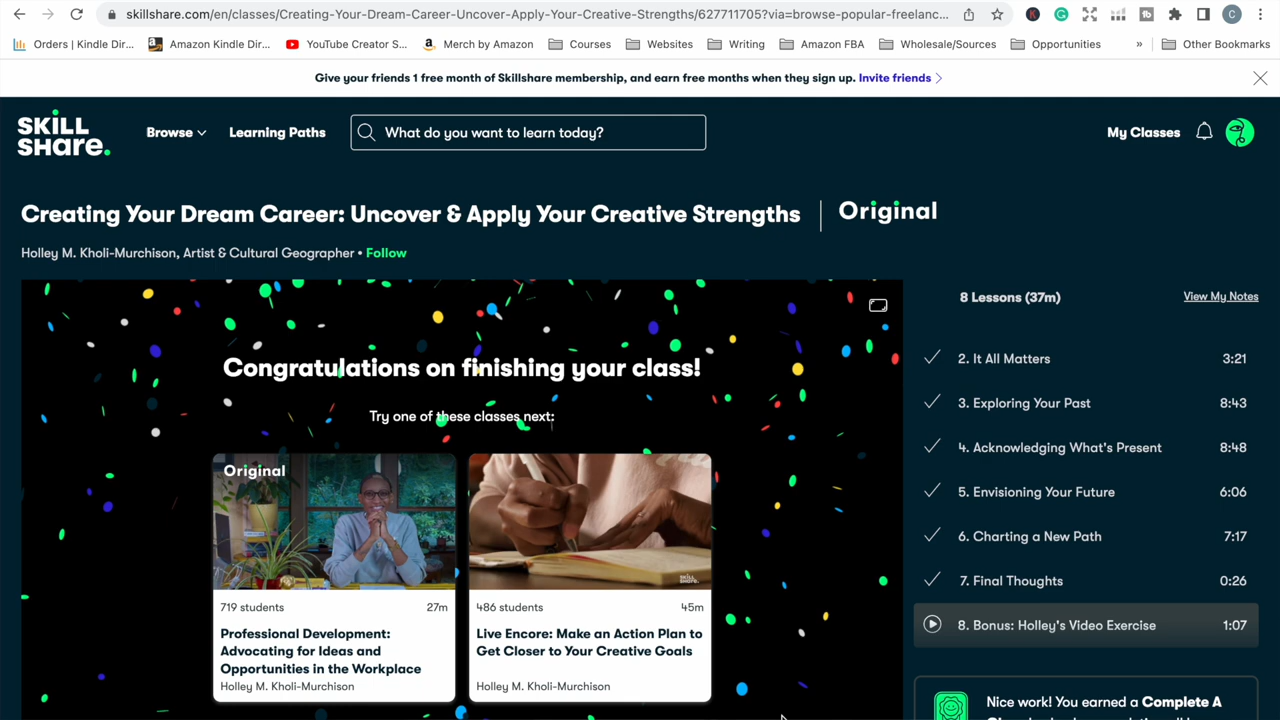 skillshare.com/en/classes/Creating-Your-Dream-Career-Uncover-Apply-Your-Creative-Strengths/627711705?via=browse-popular-freelanc...
C
Orders | Kindle Dir...
Amazon Kindle Dir...
YouTube Creator S...
Merch by Amazon
Courses
Websites
Writing
Amazon FBA
Wholesale/Sources
Opportunities
»
Other Bookmarks
Give your friends 1 free month of Skillshare membership, and earn free months when they sign up. Invite friends
SKILL
SHARE.
Browse
Learning Paths
What do you want to learn today?
My Classes
Creating Your Dream Career: Uncover & Apply Your Creative Strengths
Original
Holley M. Kholi-Murchison, Artist & Cultural Geographer • Follow
Congratulations on finishing your class!
Try one of these classes next:
Original
719 students 27m
Professional Development:
Advocating for Ideas and
Opportunities in the Workplace
Holley M. Kholi-Murchison
SKILL
SHARE.
486 students 45m
Live Encore: Make an Action Plan to
Get Closer to Your Creative Goals
Holley M. Kholi-Murchison
8 Lessons (37m)
View My Notes
2. It All Matters 3:21
3. Exploring Your Past 8:43
4. Acknowledging What's Present 8:48
5. Envisioning Your Future 6:06
6. Charting a New Path 7:17
7. Final Thoughts 0:26
8. Bonus: Holley's Video Exercise 1:07
Nice work! You earned a Complete A